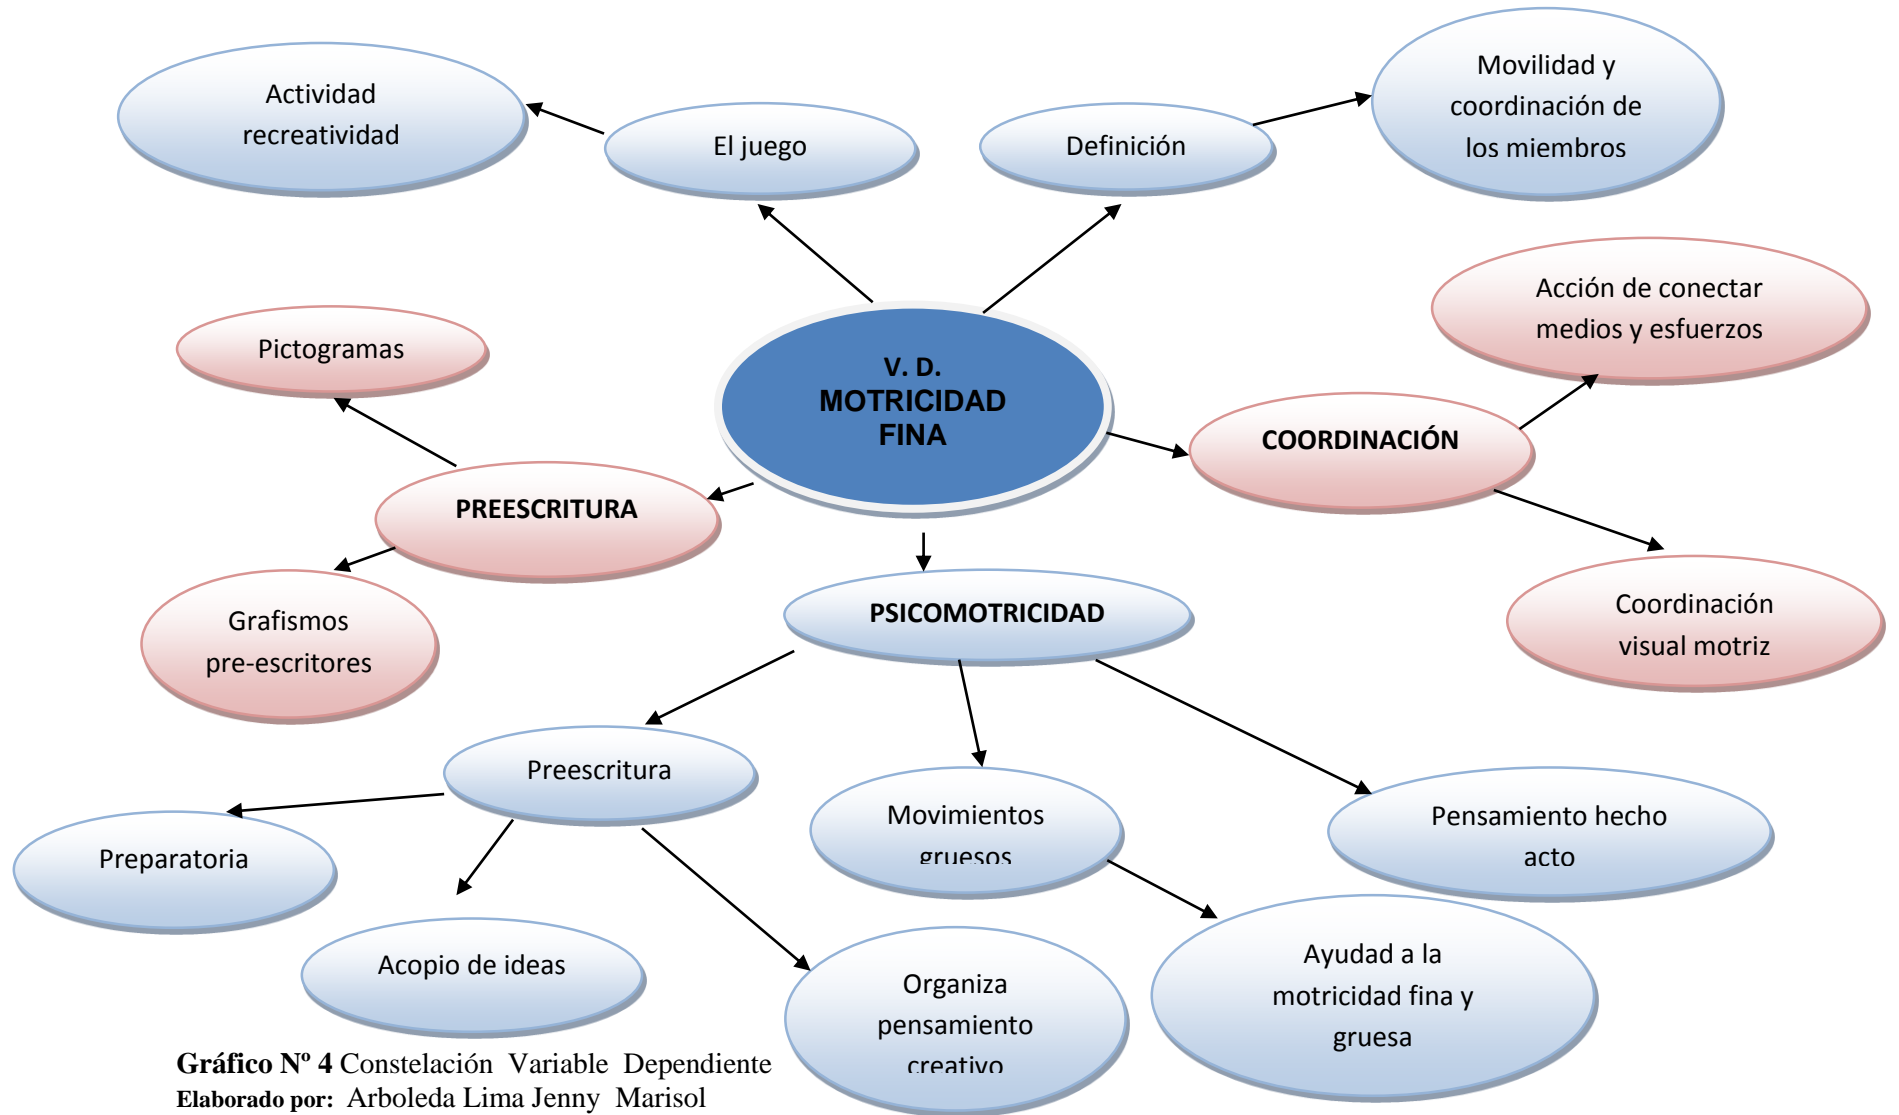 Actividad
recreatividad
El juego
Definición
Movilidad y
coordinación de
los miembros
Pictogramas
V. D.
MOTRICIDAD
FINA
Acción de conectar
medios y esfuerzos
COORDINACIÓN
PREESCRITURA
Grafismos
pre-escritores
PSICOMOTRICIDAD
Coordinación
visual motriz
Preescritura
Movimientos
gruesos
Pensamiento hecho
acto
Preparatoria
Acopio de ideas
Organiza
pensamiento
creativo
Ayudad a la
motricidad fina y
gruesa
Gráfico Nº 4 Constelación Variable Dependiente
Elaborado por: Arboleda Lima Jenny Marisol